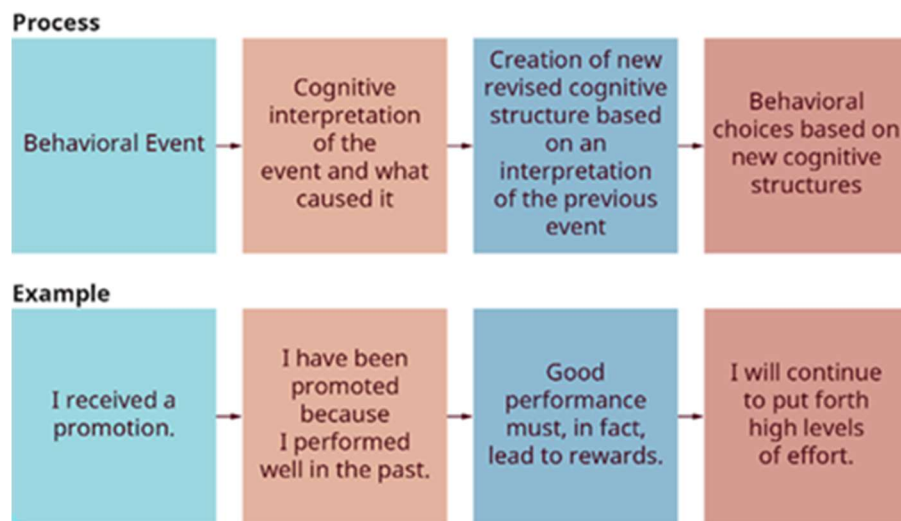 Process
Behavioral Event
Cognitive
interpretation
of the
event and what
caused it
Creation of new
revised cognitive
structure based
on an
interpretation
of the previous
event
Behavioral
choices based on
new cognitive
structures
Example
I received a
promotion.
I have been
promoted
because
I performed
well in the past.
Good
performance
must, in fact,
lead to rewards.
I will continue
to put forth
high levels
of effort.